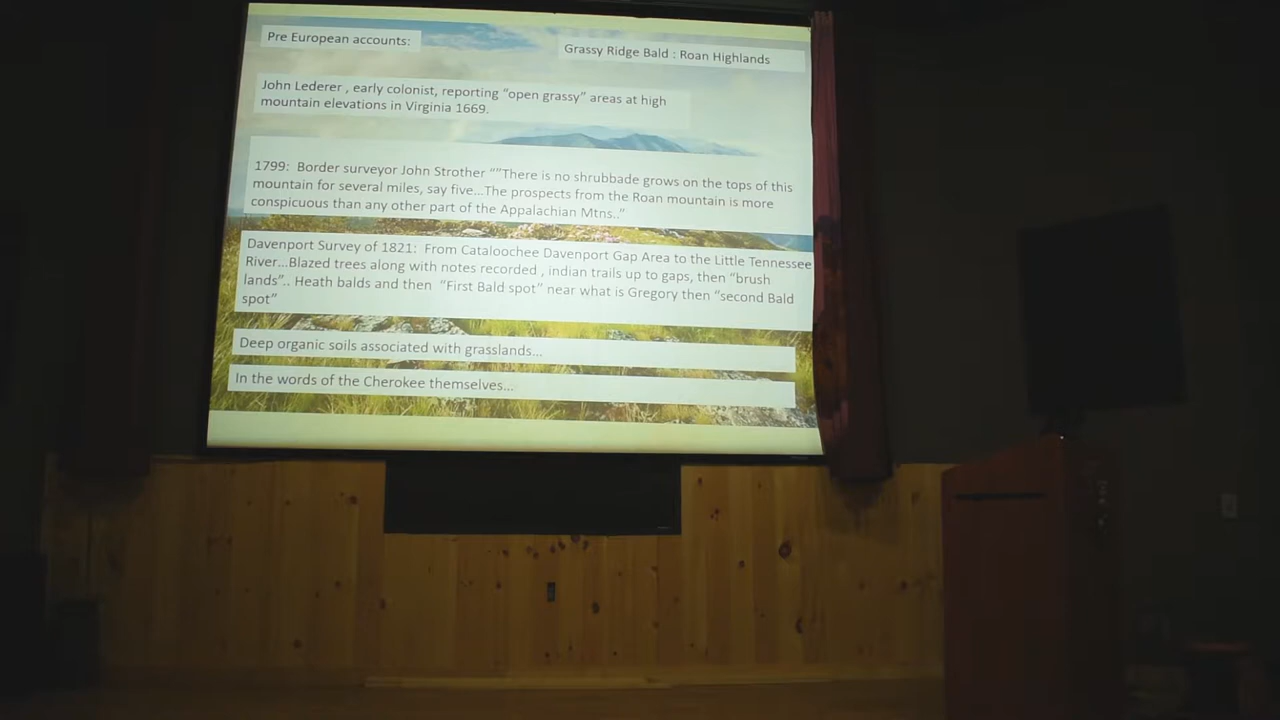 Pre European accounts:
Grassy Ridge Bald : Roan Highlands
John Lederer , early colonist, reporting “open grassy” areas at high
mountain elevations in Virginia 1669.
1799:  Border surveyor John Strother “”There is no shrubbade grows on the tops of this
mountain for several miles, say five...The prospects from the Roan mountain is more
conspicuous than any other part of the Appalachian Mtns..”
Davenport Survey of 1821:  From Cataloochee Davenport Gap Area to the Little Tennessee
River...Blazed trees along with notes recorded , indian trails up to gaps, then “brush
lands”.. Heath balds and then  “First Bald spot” near what is Gregory then “second Bald
spot”
Deep organic soils associated with grasslands...
In the words of the Cherokee themselves...